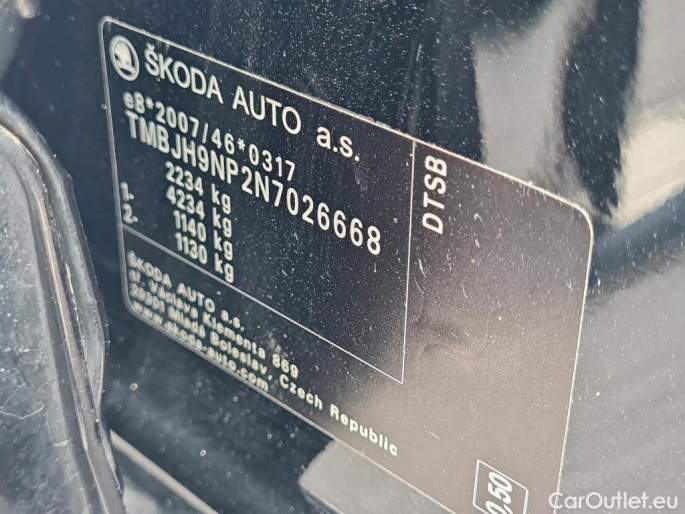 ŠKODA AUTO a.s.
e8*2007/46*0317
TMBJH9NP2N7026668
2234 kg
4234 kg
1- 1140 kg
2- 1130 kg
DTSB
ŠKODA AUTO a.s.
tř. Václava Klementa 869
29301 Mladá Boleslav, Czech Republic
www.skoda-auto.com
0.50
CarOutlet.eu